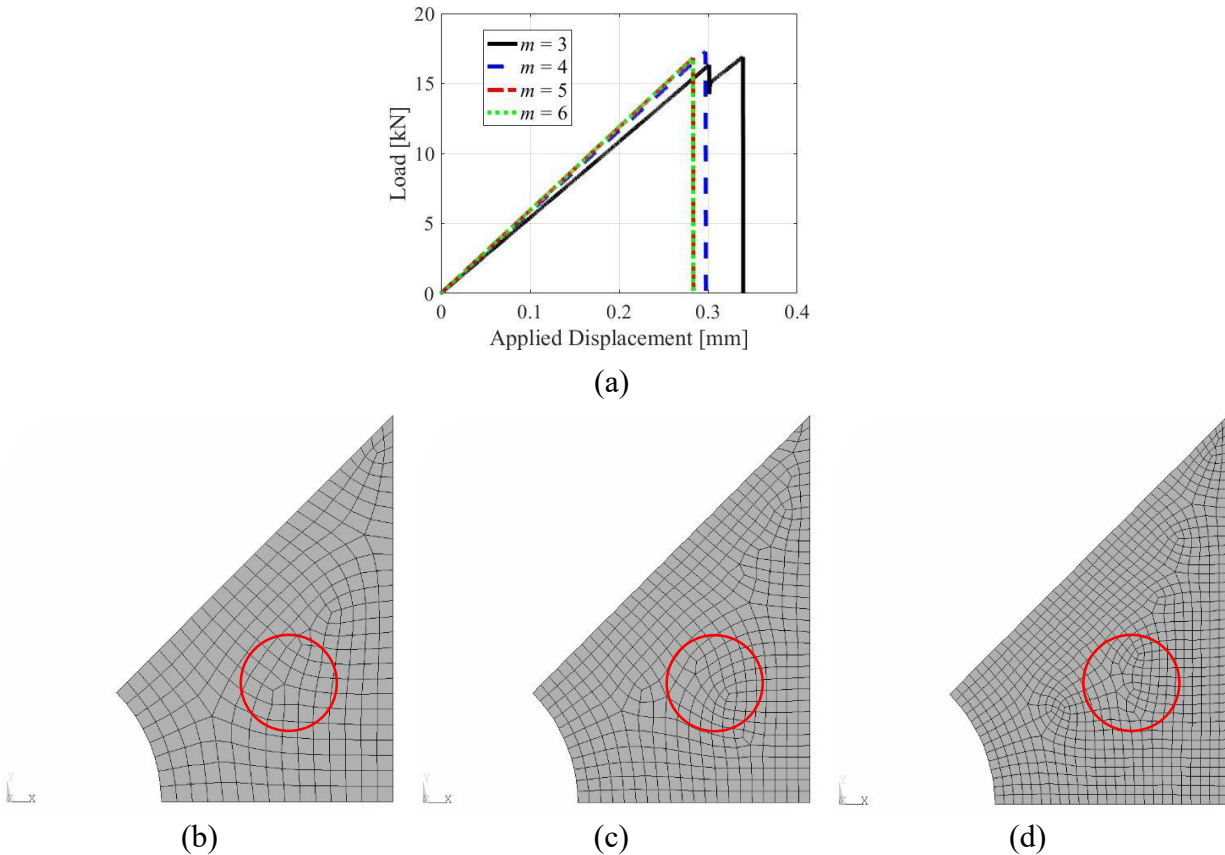 20
15
10
5
0
Load [kN]
m = 3
m = 4
m = 5
m = 6
0 0.1 0.2 0.3 0.4
Applied Displacement [mm]
(a)
Y
X
Y
X
Y
X
(b) (c) (d)